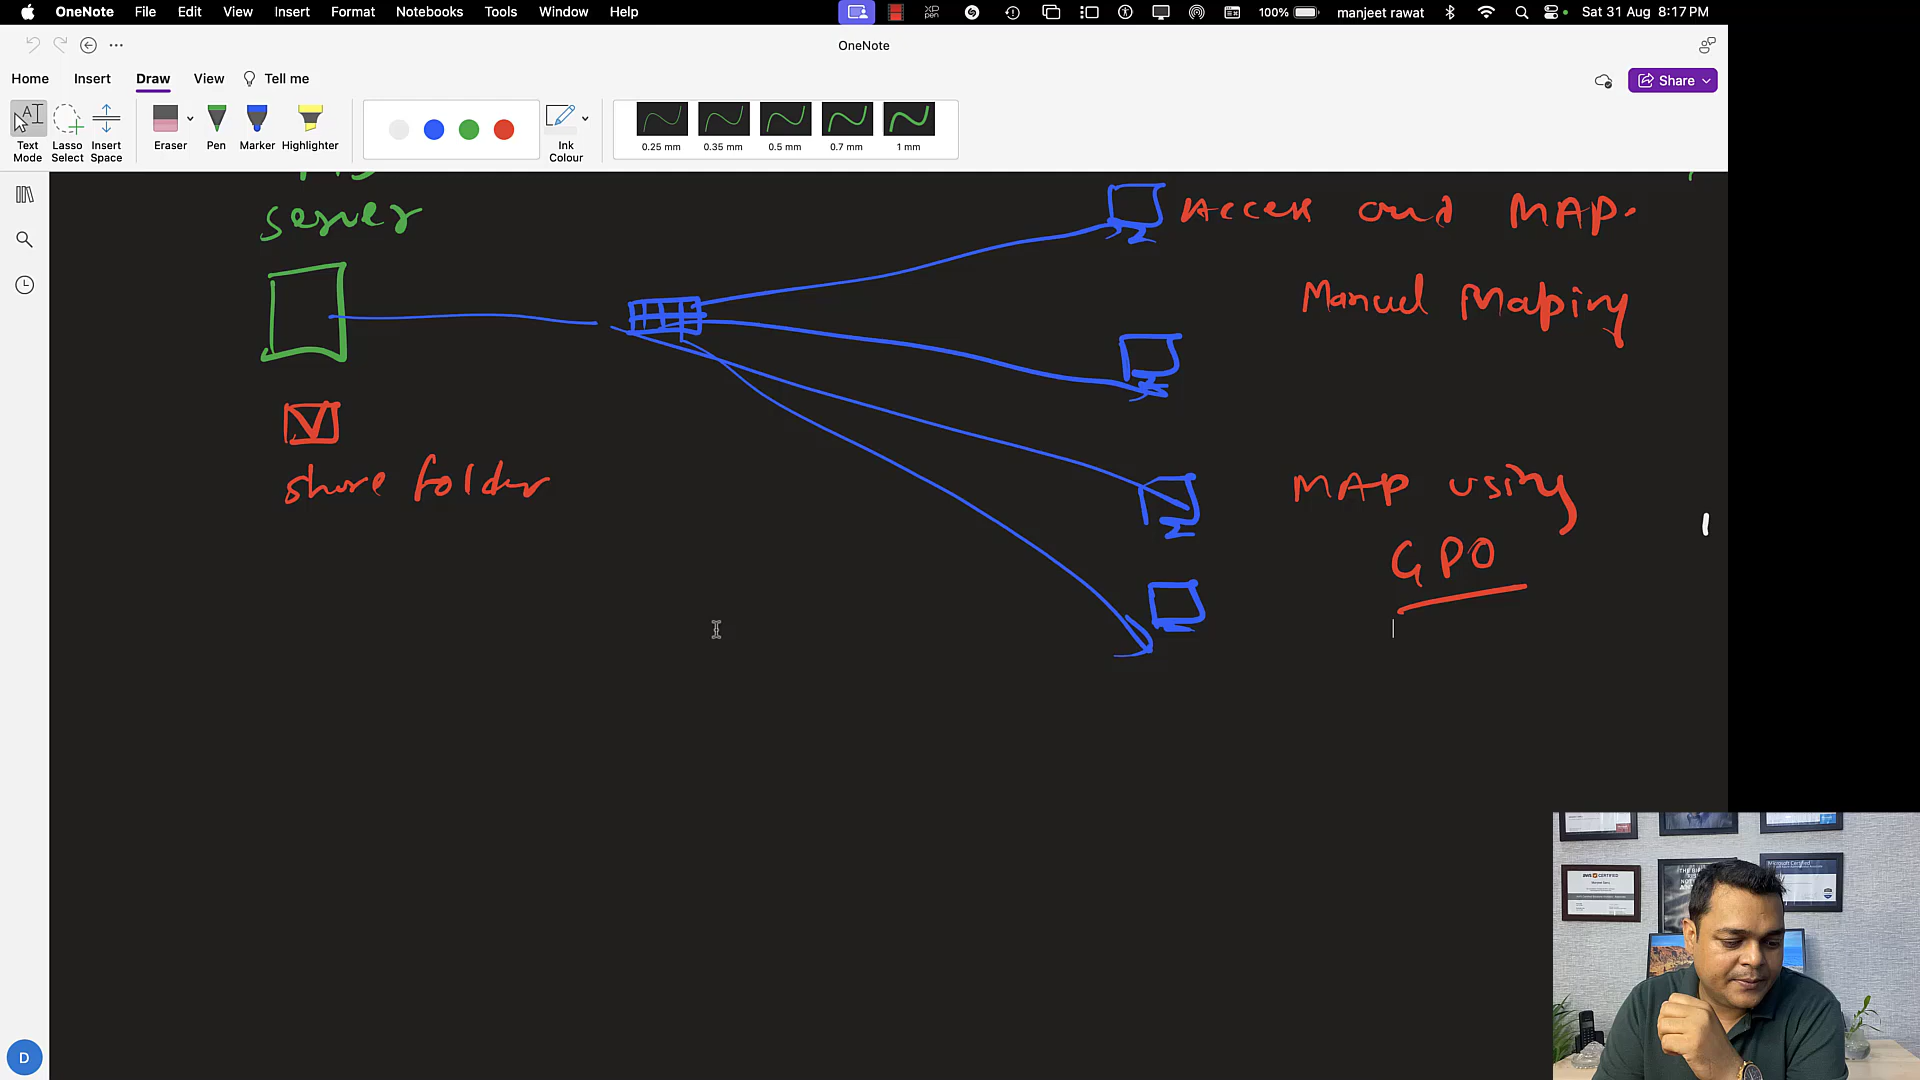 OneNote File Edit View Insert Format Notebooks Tools Window Help
100% manjeet rawat Sat 31 Aug 8:17 PM
OneNote
Home Insert Draw View Tell me
Share
Text Mode
Lasso Select
Insert Space
Eraser
Pen
Marker
Highlighter
Ink Colour
0.25 mm
0.35 mm
0.5 mm
0.7 mm
1 mm
server
Access and MAP.
Manuel Maping
share folder
MAP using
GPO
D